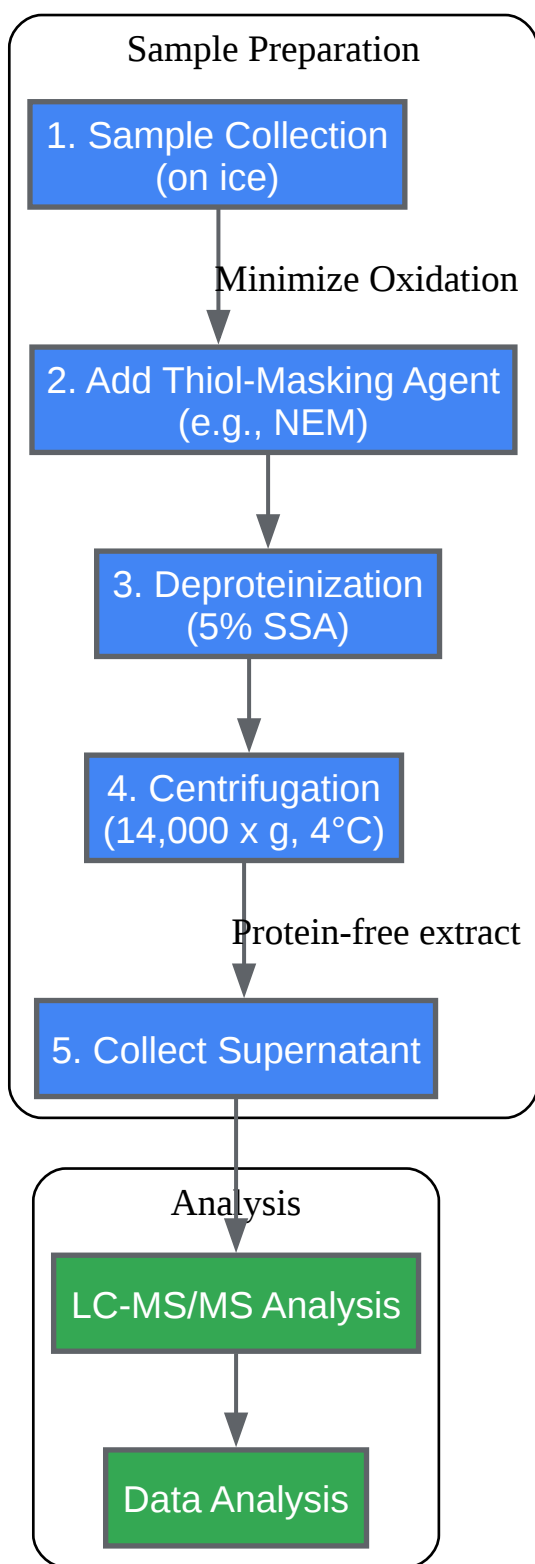 Sample Preparation
1. Sample Collection
(on ice)
Minimize Oxidation
2. Add Thiol-Masking Agent
(e.g., NEM)
3. Deproteinization
(5% SSA)
4. Centrifugation
(14,000 x g, 4°C)
Protein-free extract
5. Collect Supernatant
Analysis
LC-MS/MS Analysis
Data Analysis